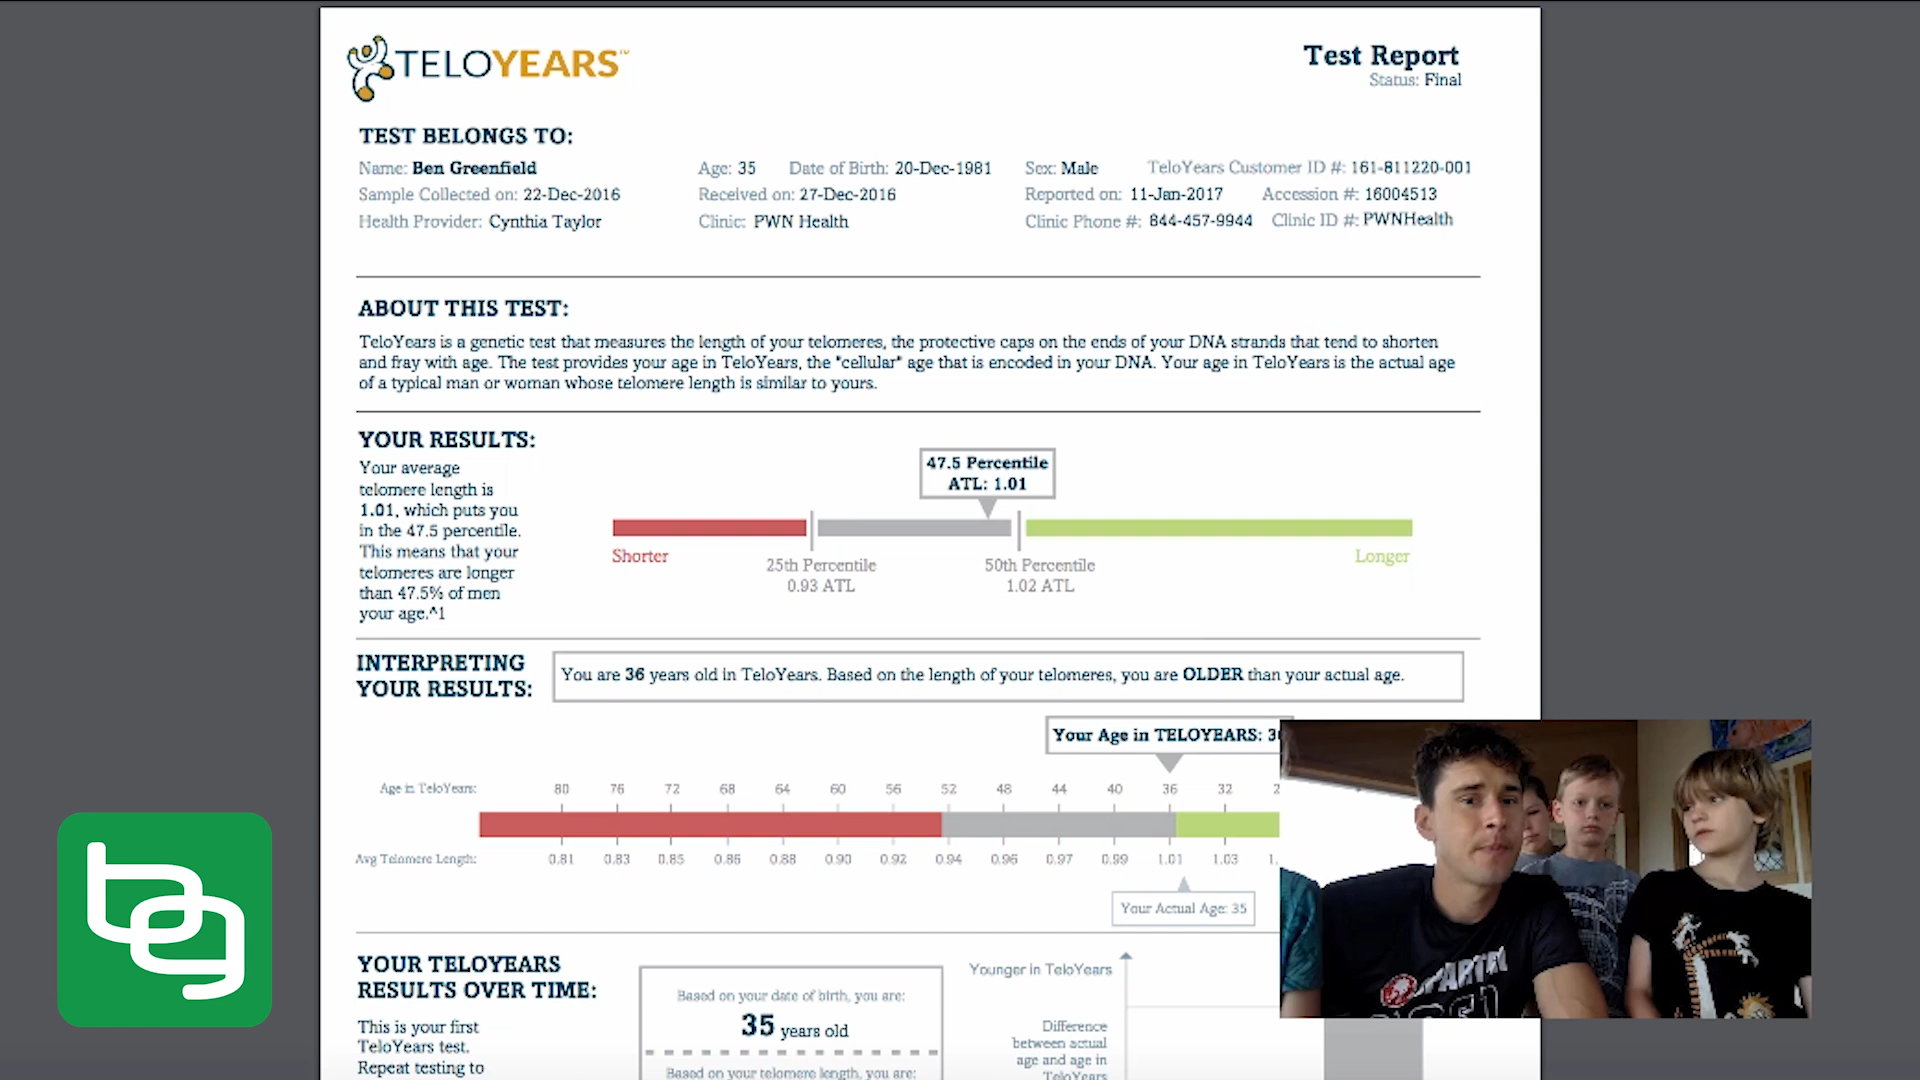 TELOYEARS™
Test Report
Status: Final
TEST BELONGS TO:
Name: Ben Greenfield Age: 35 Date of Birth: 20-Dec-1981 Sex: Male TeloYears Customer ID #: 161-811220-001
Sample Collected on: 22-Dec-2016 Received on: 27-Dec-2016 Reported on: 11-Jan-2017 Accession #: 16004513
Health Provider: Cynthia Taylor Clinic: PWN Health Clinic Phone #: 844-457-9944 Clinic ID #: PWNHealth
ABOUT THIS TEST:
TeloYears is a genetic test that measures the length of your telomeres, the protective caps on the ends of your DNA strands that tend to shorten
and fray with age. The test provides your age in TeloYears, the "cellular" age that is encoded in your DNA. Your age in TeloYears is the actual age
of a typical man or woman whose telomere length is similar to yours.
YOUR RESULTS:
Your average
telomere length is
1.01, which puts you
in the 47.5 percentile.
This means that your
telomeres are longer
than 47.5% of men
your age.^1
47.5 Percentile
ATL: 1.01
Shorter
25th Percentile
0.93 ATL
50th Percentile
1.02 ATL
Longer
INTERPRETING
YOUR RESULTS:
You are 36 years old in TeloYears. Based on the length of your telomeres, you are OLDER than your actual age.
Your Age in TELOYEARS: 3
Age in TeloYears: 80 76 72 68 64 60 56 52 48 44 40 36 32 2
Avg Telomere Length: 0.81 0.83 0.85 0.86 0.88 0.90 0.92 0.94 0.96 0.97 0.99 1.01 1.03 1.
Your Actual Age: 35
YOUR TELOYEARS
RESULTS OVER TIME:
This is your first
TeloYears test.
Repeat testing to
Based on your date of birth, you are:
35 years old
Based on your telomere length, you are:
Younger in TeloYears
Difference
between actual
age and age in
TeloYears
bg